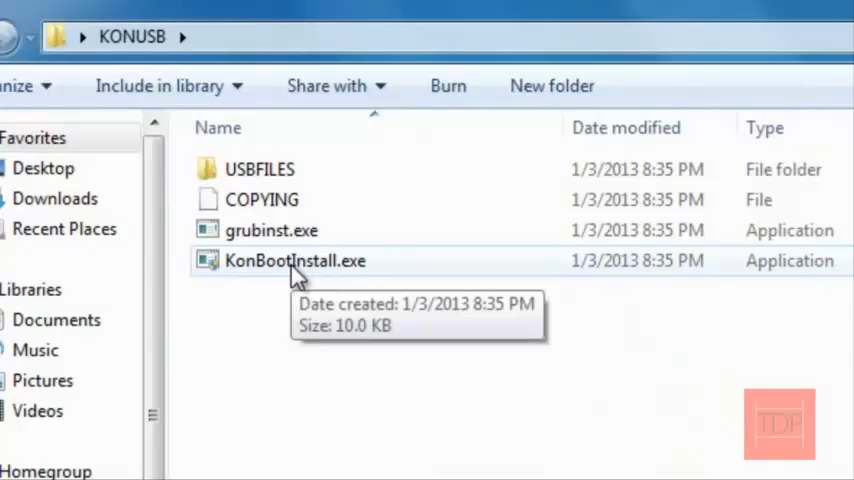 KONUSB
nize Include in library Share with Burn New folder
Favorites
Desktop
Downloads
Recent Places
Libraries
Documents
Music
Pictures
Videos
Homegroup
Name Date modified Type
USBFILES 1/3/2013 8:35 PM File folder
COPYING 1/3/2013 8:35 PM File
grubinst.exe 1/3/2013 8:35 PM Application
KonBootInstall.exe 1/3/2013 8:35 PM Application
Date created: 1/3/2013 8:35 PM
Size: 10.0 KB
TDP